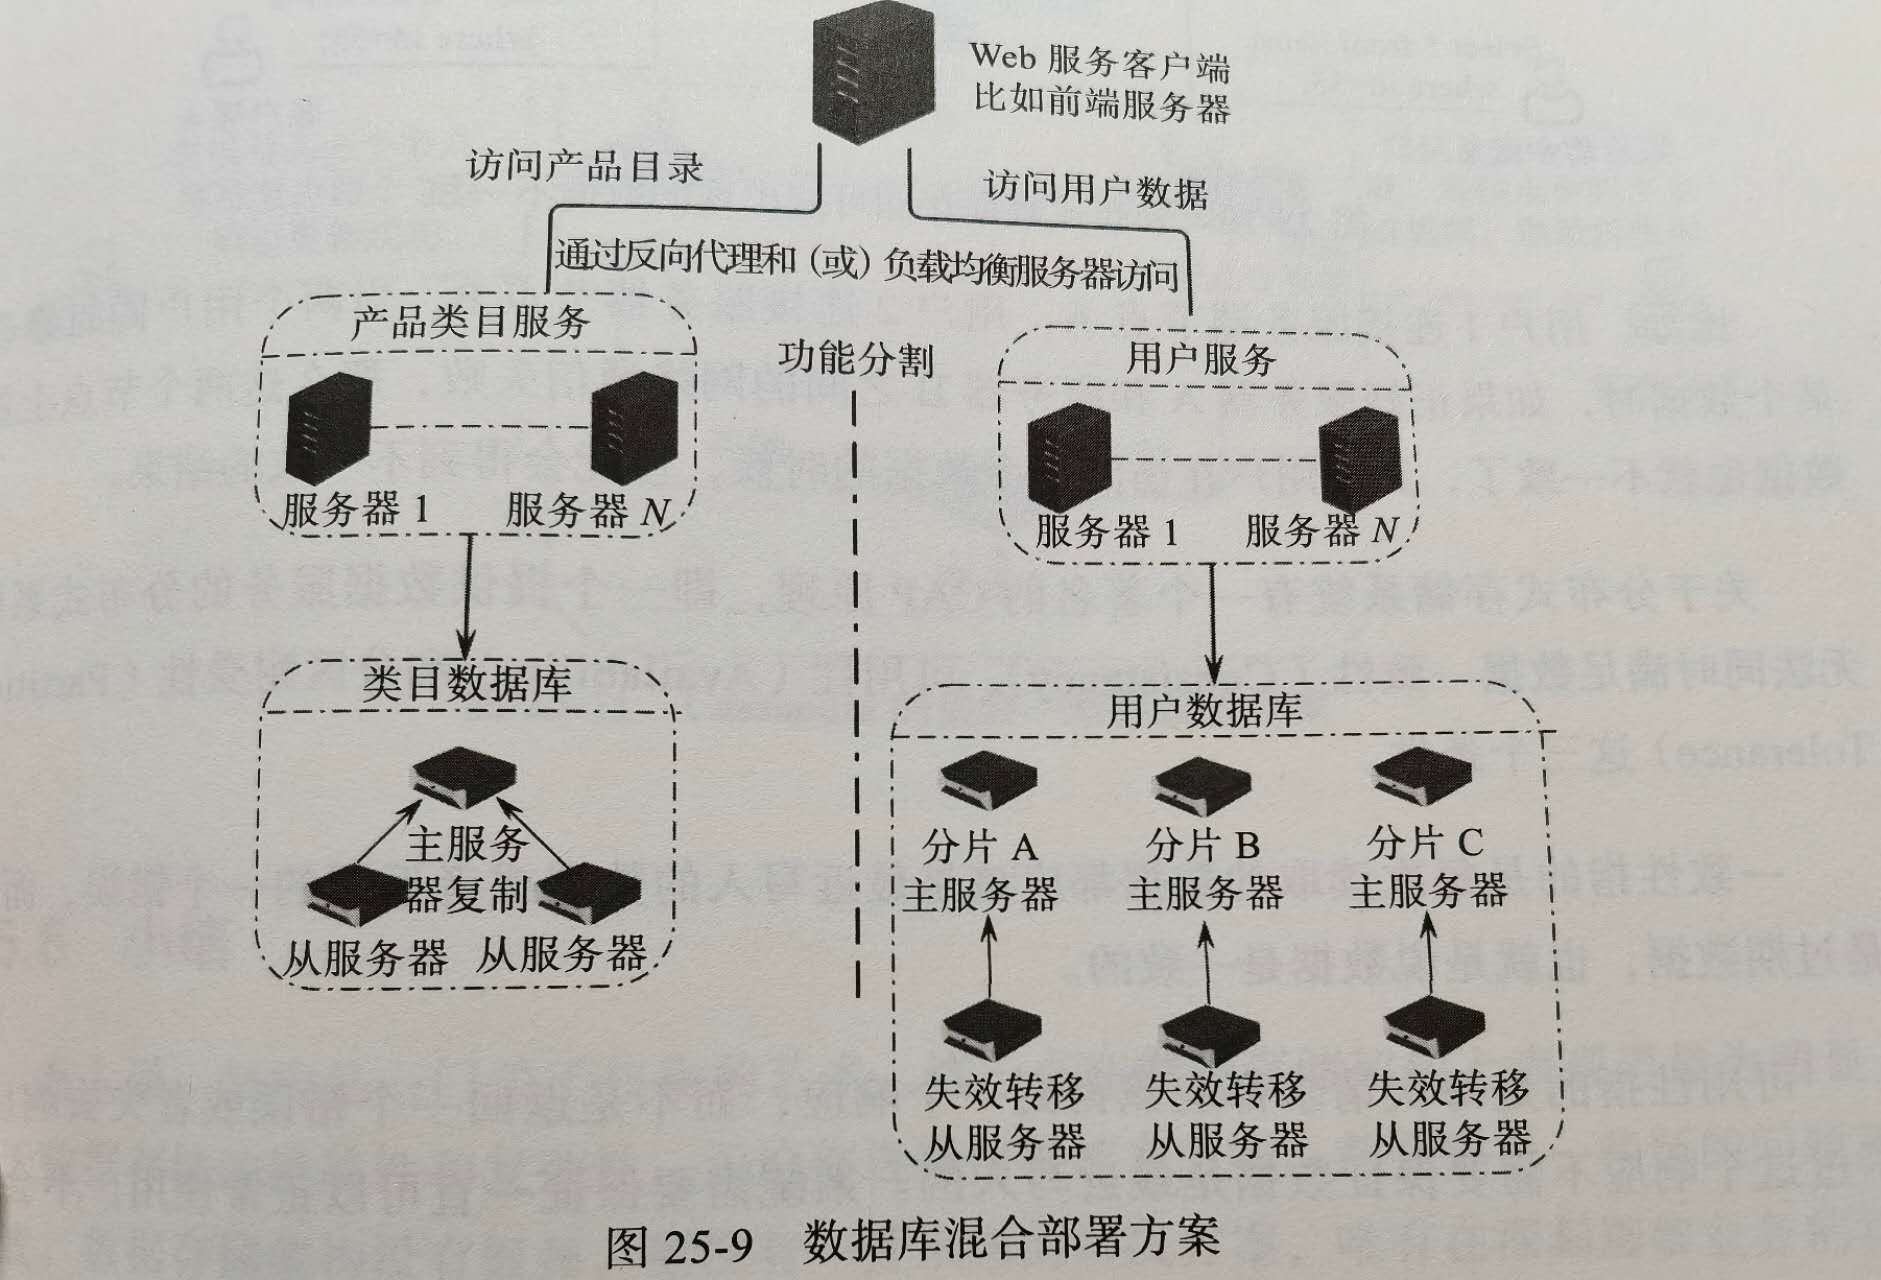 Web 服务客户端
比如前端服务器
访问产品目录
访问用户数据
通过反向代理和（或）负载均衡服务器访问
产品类目服务
服务器 1
服务器 N
功能分割
用户服务
服务器 1
服务器 N
类目数据库
主服务
器复制
从服务器
从服务器
用户数据库
分片 A
主服务器
分片 B
主服务器
分片 C
主服务器
失效转移
从服务器
失效转移
从服务器
失效转移
从服务器
图 25-9 数据库混合部署方案